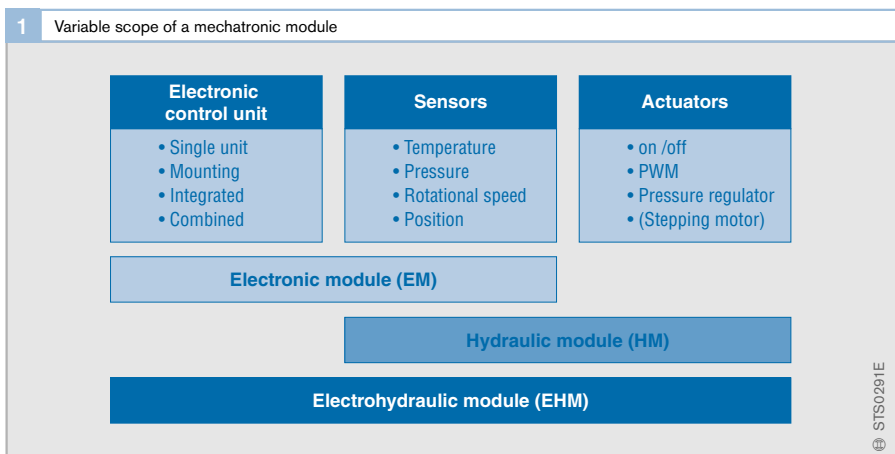 1
Variable scope of a mechatronic module
Electronic
control unit
• Single unit
• Mounting
• Integrated
• Combined
Sensors
• Temperature
• Pressure
• Rotational speed
• Position
Actuators
• on /off
• PWM
• Pressure regulator
• (Stepping motor)
Electronic module (EM)
Hydraulic module (HM)
Electrohydraulic module (EHM)
STS0291E